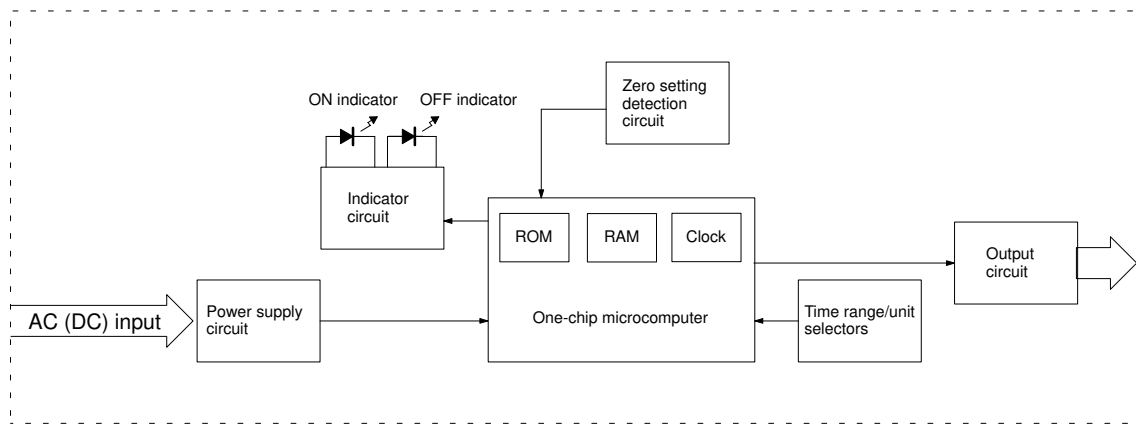 Zero setting
detection
circuit
ON indicator
OFF indicator
Indicator
circuit
ROM
RAM
Clock
One-chip microcomputer
Output
circuit
AC (DC) input
Power supply
circuit
Time range/unit
selectors